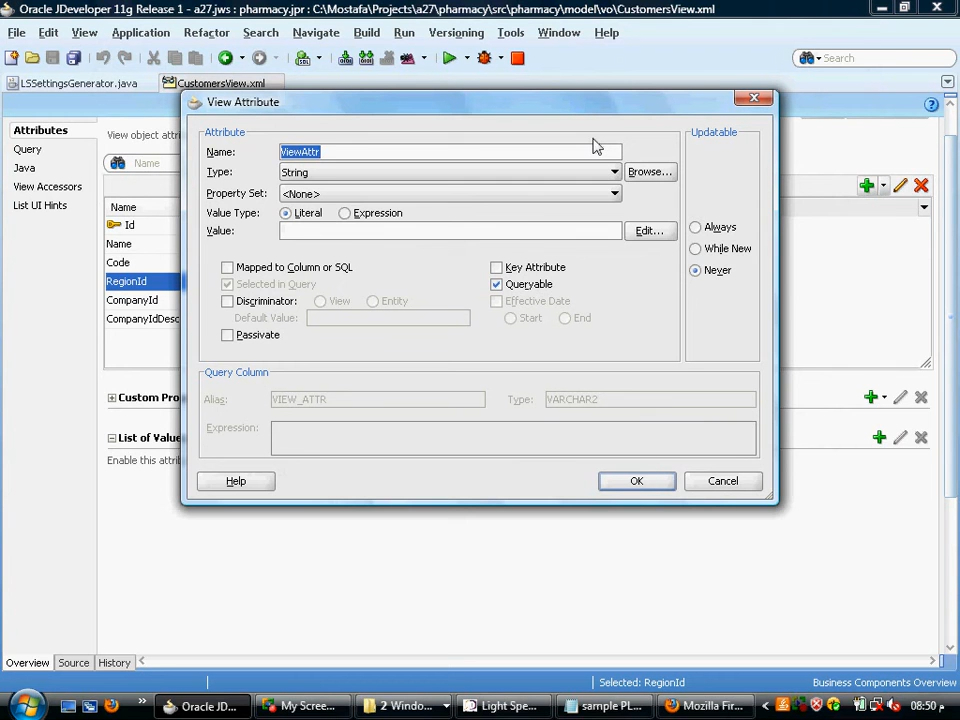 Oracle JDeveloper 11g Release 1 - a27.jws : pharmacy.jpr : C:\Mostafa\Projects\a27\pharmacy\src\pharmacy\model\vo\CustomersView.xml
File Edit View Application Refactor Search Navigate Build Run Versioning Tools Window Help
Search
LSSettingsGenerator.java CustomersView.xml
View Attribute
Attributes
View object att
Attribute
Updatable
Query
Name:
ViewAttr
Name
Java
Type:
String
Browse...
View Accessors
Property Set:
<None>
List UI Hints
Name
Value Type:
Literal
Expression
Id
Value:
Edit...
Always
Name
While New
Code
Mapped to Column or SQL
Key Attribute
Never
RegionId
Selected in Query
Queryable
CompanyId
Discriminator:
View
Entity
Effective Date
CompanyIdDesc
Default Value:
Start
End
Passivate
Query Column
Custom Pro
Alias:
VIEW_ATTR
Type:
VARCHAR2
Expression:
List of Value
Enable this attrib
Help
OK
Cancel
Overview Source History
Selected: RegionId
Business Components Overview
Oracle JD...
My Scree...
2 Windo...
Light Spe...
sample PL...
Mozilla Fir...
08:50 م